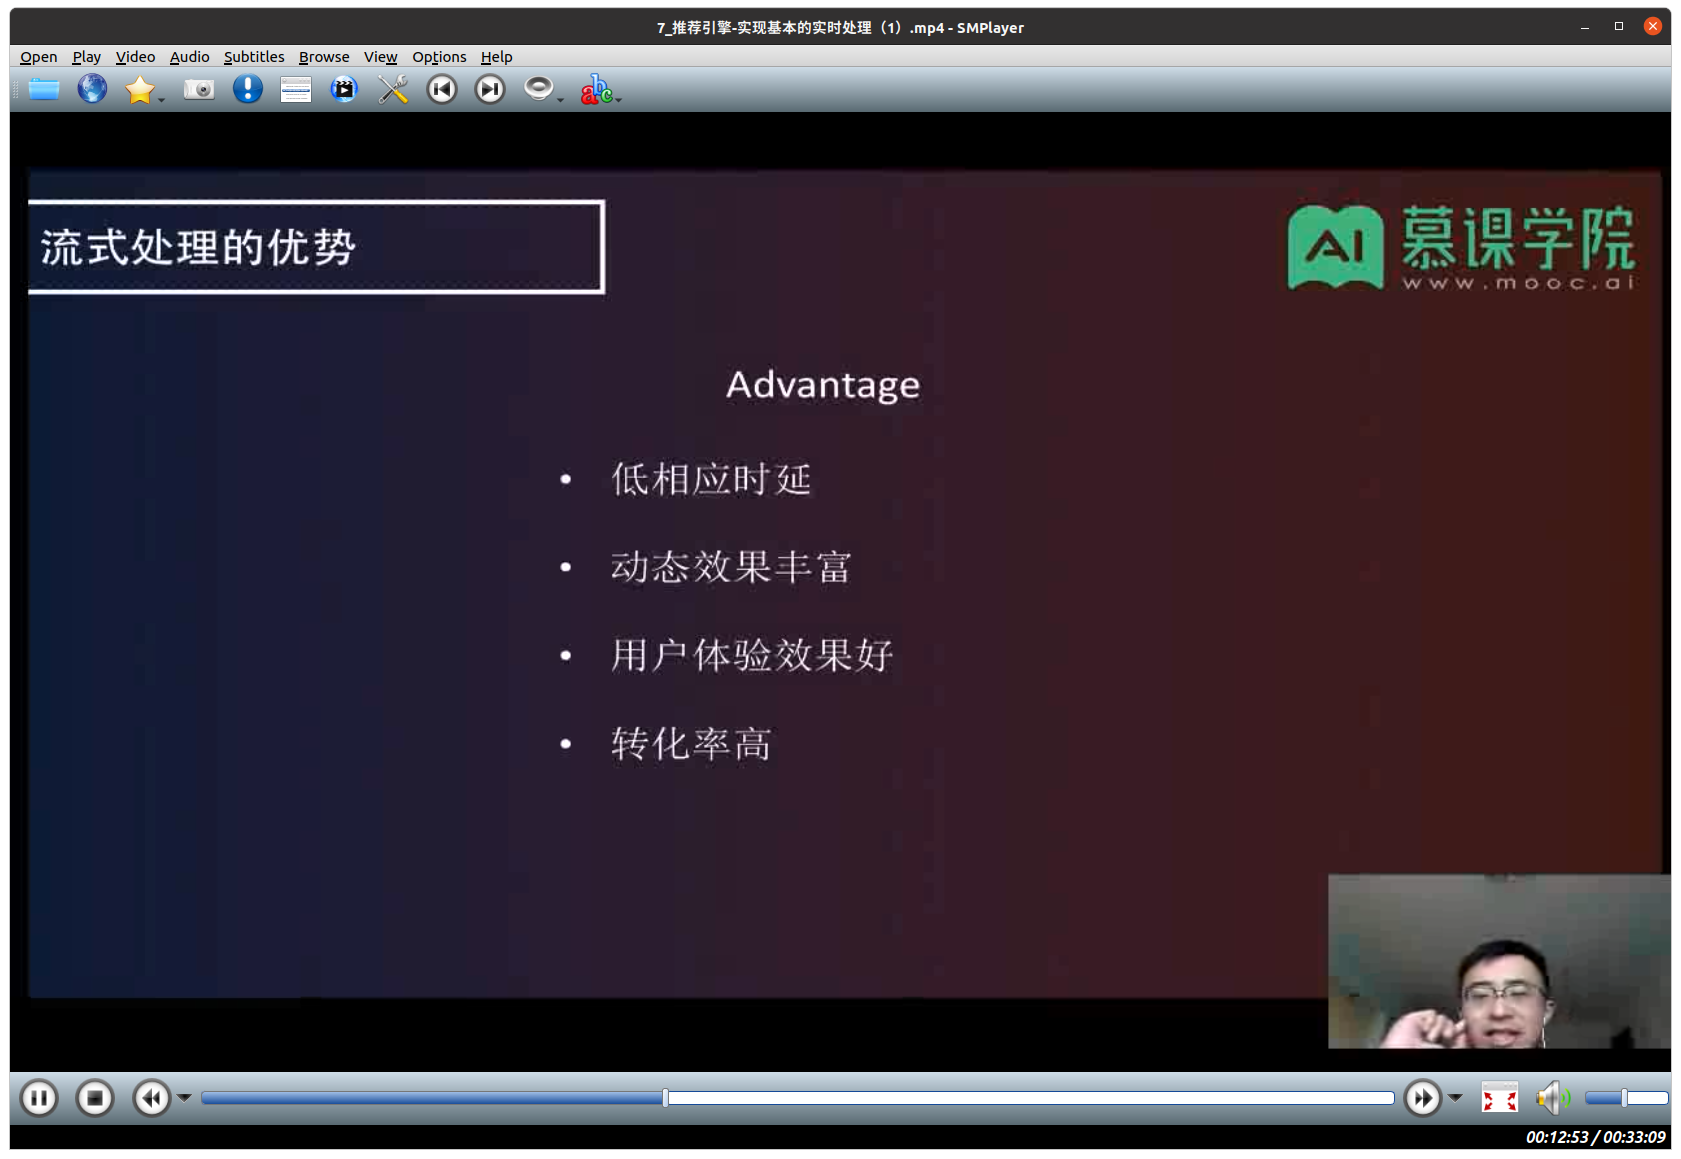 7_推荐引擎-实现基本的实时处理（1）.mp4 - SMPlayer
Open Play Video Audio Subtitles Browse View Options Help
abc
流式处理的优势
AI 慕课学院
www.mooc.ai
Advantage
• 低相应时延
• 动态效果丰富
• 用户体验效果好
• 转化率高
00:12:53 / 00:33:09